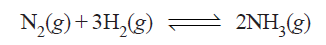 N₂(g) + 3H₂(g) ⇌ 2NH₃(g)